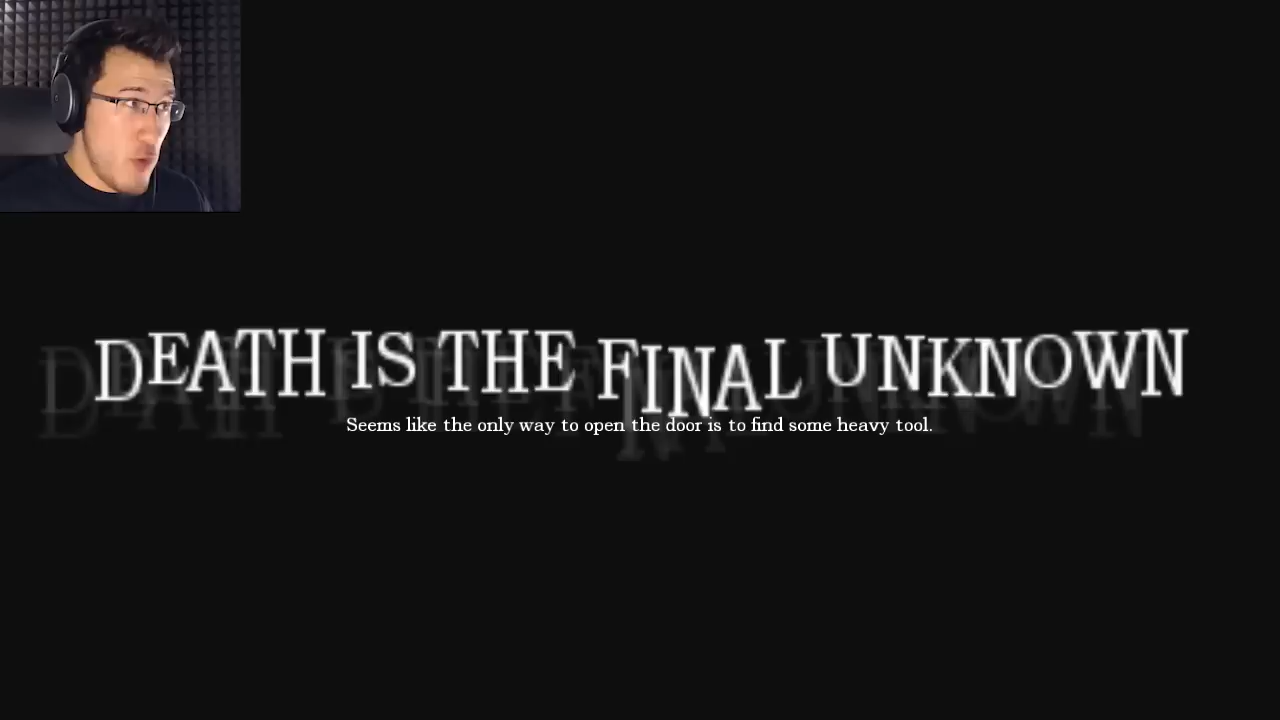 DEATH IS THE FINAL UNKNOWN
Seems like the only way to open the door is to find some heavy tool.